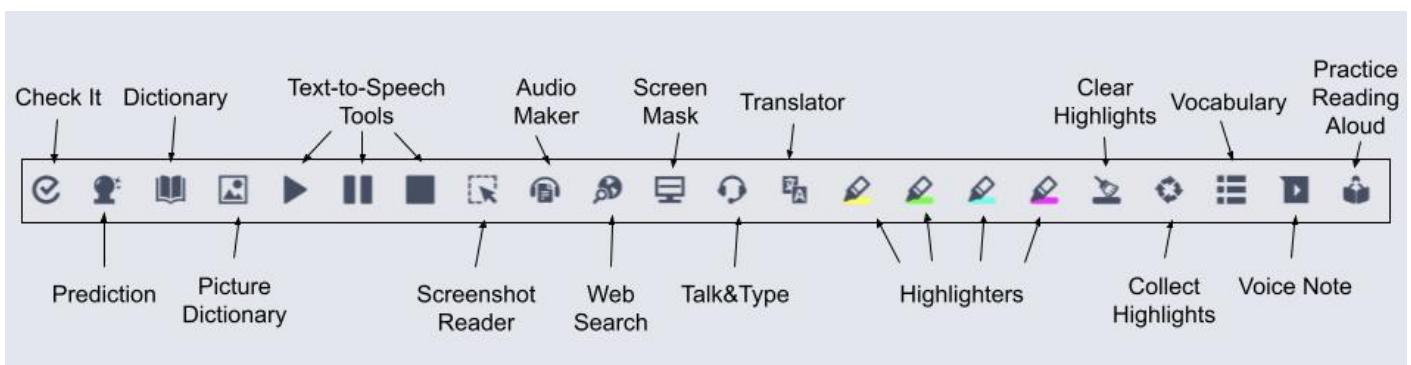 Check It
Dictionary
Text-to-Speech
Tools
Audio
Maker
Screen
Mask
Translator
Clear
Highlights
Vocabulary
Practice
Reading
Aloud
Prediction
Picture
Dictionary
Screenshot
Reader
Web
Search
Talk&Type
Highlighters
Collect
Highlights
Voice Note